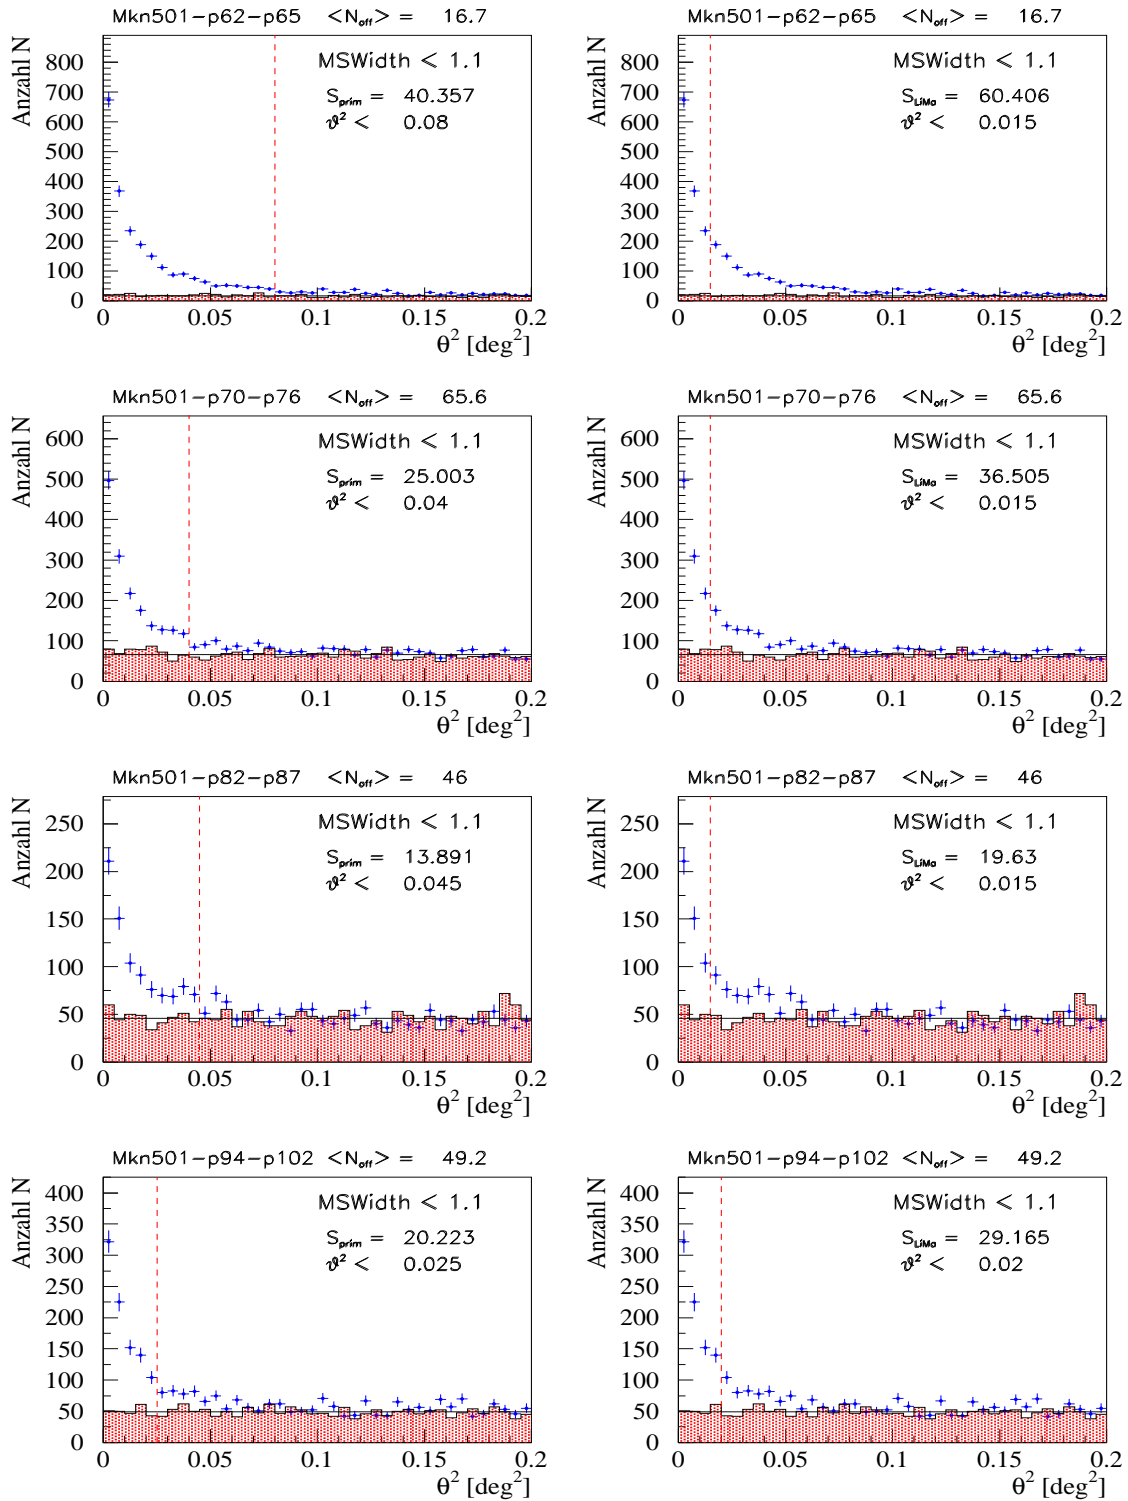 Mkn501-p62-p65 <N_off> = 16.7
Anzahl N
MSWidth < 1.1
S_prim = 40.357
ϑ² < 0.08
800
700
600
500
400
300
200
100
0
0 0.05 0.1 0.15 0.2
θ² [deg²]
Mkn501-p62-p65 <N_off> = 16.7
Anzahl N
MSWidth < 1.1
S_LiMa = 60.406
ϑ² < 0.015
800
700
600
500
400
300
200
100
0
0 0.05 0.1 0.15 0.2
θ² [deg²]
Mkn501-p70-p76 <N_off> = 65.6
Anzahl N
MSWidth < 1.1
S_prim = 25.003
ϑ² < 0.04
600
500
400
300
200
100
0
0 0.05 0.1 0.15 0.2
θ² [deg²]
Mkn501-p70-p76 <N_off> = 65.6
Anzahl N
MSWidth < 1.1
S_LiMa = 36.505
ϑ² < 0.015
600
500
400
300
200
100
0
0 0.05 0.1 0.15 0.2
θ² [deg²]
Mkn501-p82-p87 <N_off> = 46
Anzahl N
MSWidth < 1.1
S_prim = 13.891
ϑ² < 0.045
250
200
150
100
50
0
0 0.05 0.1 0.15 0.2
θ² [deg²]
Mkn501-p82-p87 <N_off> = 46
Anzahl N
MSWidth < 1.1
S_LiMa = 19.63
ϑ² < 0.015
250
200
150
100
50
0
0 0.05 0.1 0.15 0.2
θ² [deg²]
Mkn501-p94-p102 <N_off> = 49.2
Anzahl N
MSWidth < 1.1
S_prim = 20.223
ϑ² < 0.025
400
350
300
250
200
150
100
50
0
0 0.05 0.1 0.15 0.2
θ² [deg²]
Mkn501-p94-p102 <N_off> = 49.2
Anzahl N
MSWidth < 1.1
S_LiMa = 29.165
ϑ² < 0.02
400
350
300
250
200
150
100
50
0
0 0.05 0.1 0.15 0.2
θ² [deg²]